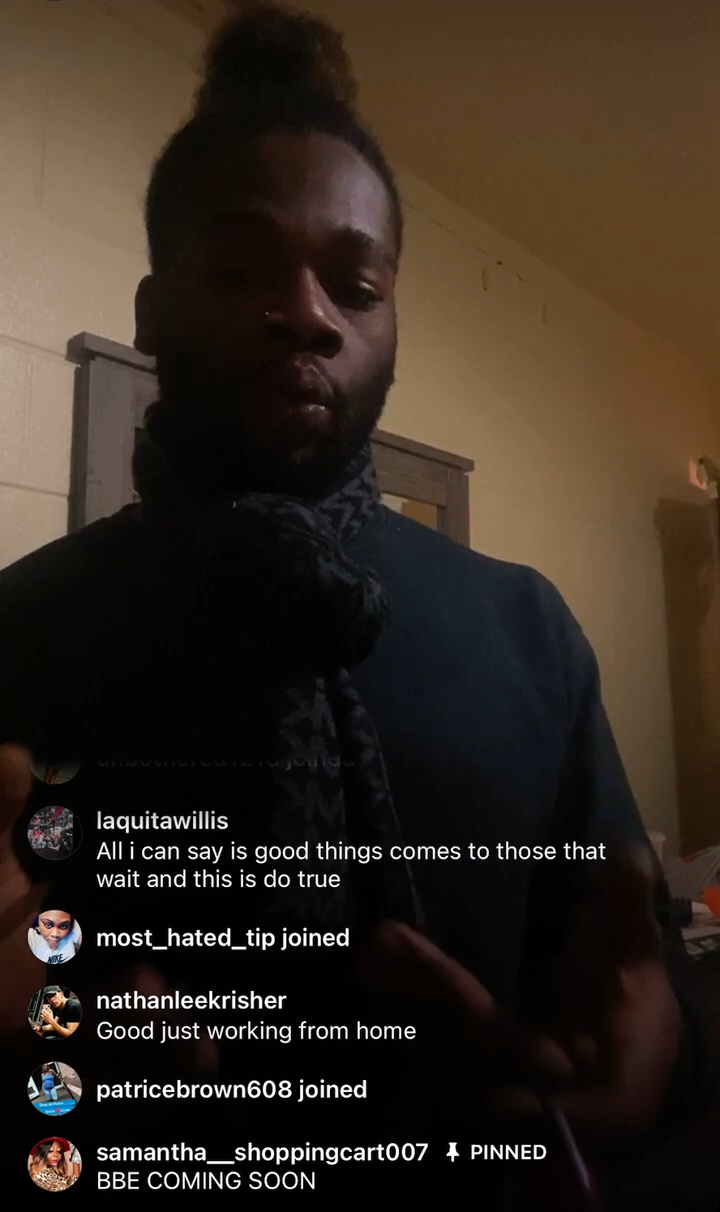 laquitawillis
All i can say is good things comes to those that
wait and this is do true
most_hated_tip joined
nathanleekrisher
Good just working from home
patricebrown608 joined
samantha__shoppingcart007 PINNED
BBE COMING SOON